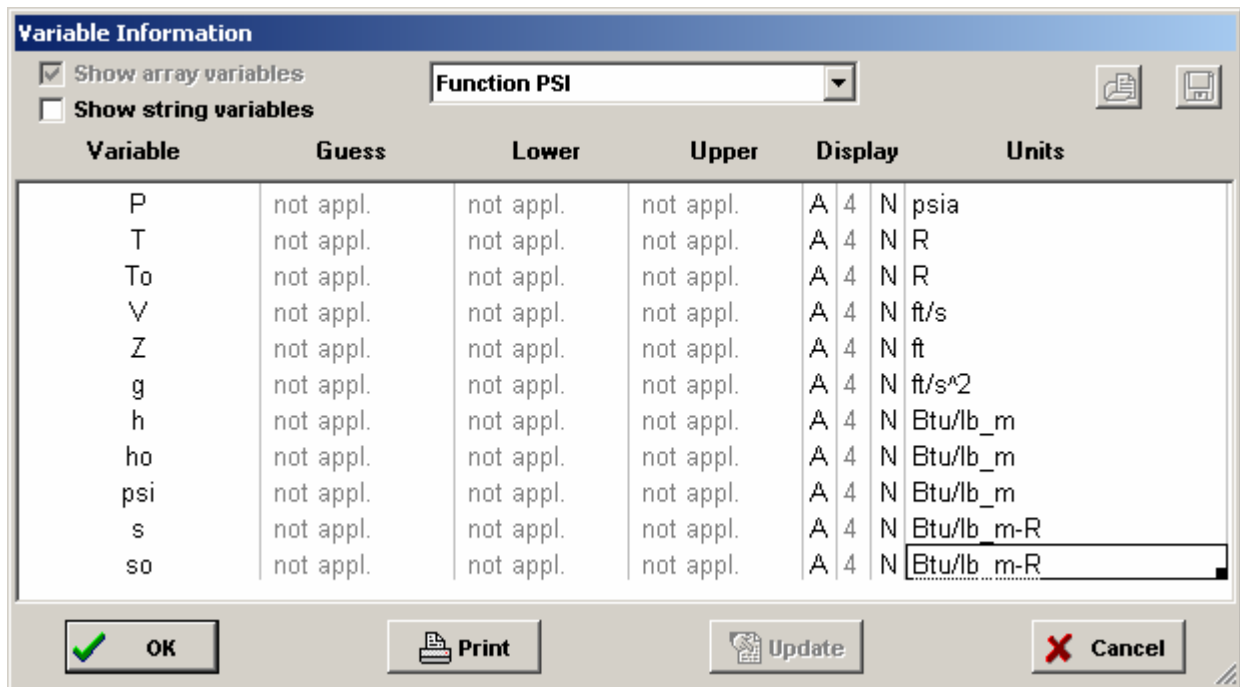 Variable Information
Show array variables
Function PSI
Show string variables
Variable Guess Lower Upper Display Units
P not appl. not appl. not appl. A 4 N psia
T not appl. not appl. not appl. A 4 N R
To not appl. not appl. not appl. A 4 N R
V not appl. not appl. not appl. A 4 N ft/s
Z not appl. not appl. not appl. A 4 N ft
g not appl. not appl. not appl. A 4 N ft/s^2
h not appl. not appl. not appl. A 4 N Btu/lb_m
ho not appl. not appl. not appl. A 4 N Btu/lb_m
psi not appl. not appl. not appl. A 4 N Btu/lb_m
s not appl. not appl. not appl. A 4 N Btu/lb_m-R
so not appl. not appl. not appl. A 4 N Btu/lb_m-R
OK Print Update Cancel